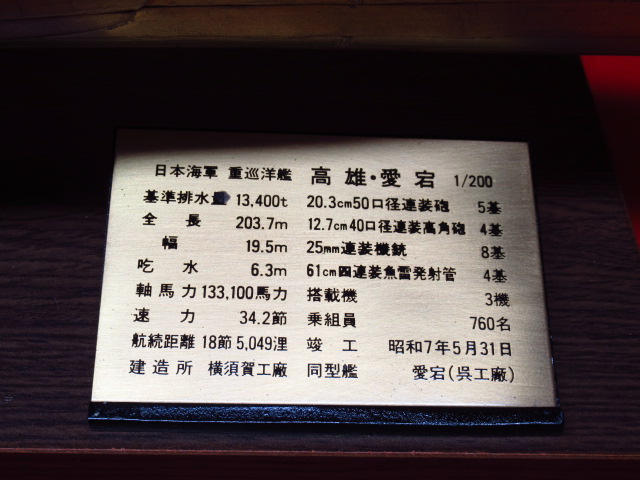 日本海軍 重巡洋艦 高雄・愛宕 1/200
基準排水量 13,400t 20.3cm50口径連装砲 5基
全長 203.7m 12.7cm40口径連装高角砲 4基
幅 19.5m 25mm連装機銃 8基
吃水 6.3m 61cm四連装魚雷発射管 4基
軸馬力 133,100馬力 搭載機 3機
速力 34.2節 乗組員 760名
航続距離 18節 5,049浬 竣工 昭和7年5月31日
建造所 横須賀工廠 同型艦 愛宕(呉工廠)